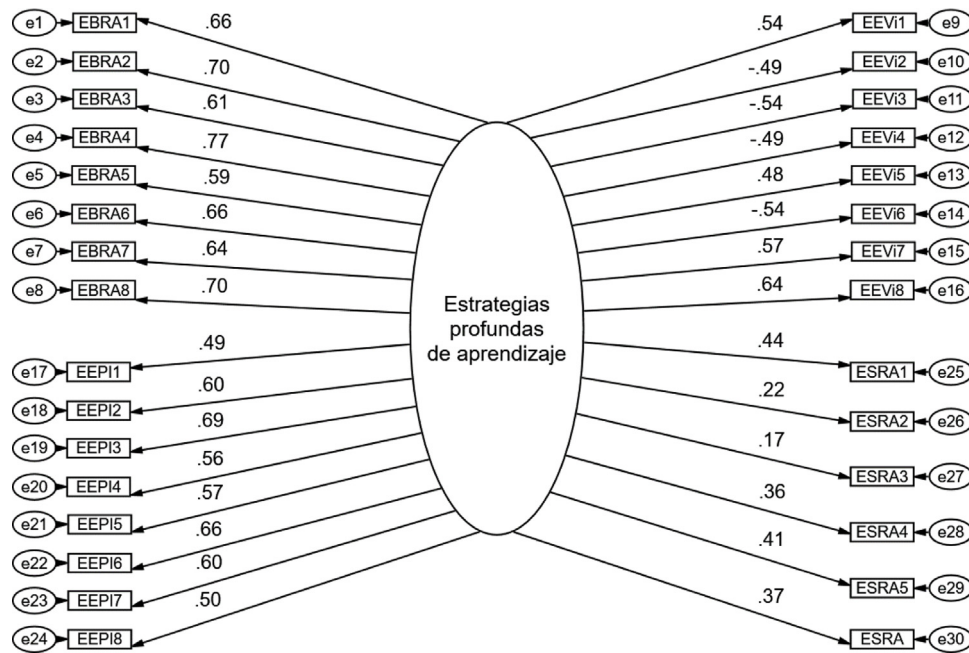 e1 EBRA1 .66 .54 EEVi1 e9
e2 EBRA2 .70 -.49 EEVi2 e10
e3 EBRA3 .61 -.54 EEVi3 e11
e4 EBRA4 .77 -.49 EEVi4 e12
e5 EBRA5 .59 .48 EEVi5 e13
e6 EBRA6 .66 -.54 EEVi6 e14
e7 EBRA7 .64 .57 EEVi7 e15
e8 EBRA8 .70 .64 EEVi8 e16
Estrategias
profundas
de aprendizaje
e17 EEPI1 .49 .44 ESRA1 e25
e18 EEPI2 .60 .22 ESRA2 e26
e19 EEPI3 .69 .17 ESRA3 e27
e20 EEPI4 .56 .36 ESRA4 e28
e21 EEPI5 .57 .41 ESRA5 e29
e22 EEPI6 .66 .37 ESRA e30
e23 EEPI7 .60
e24 EEPI8 .50